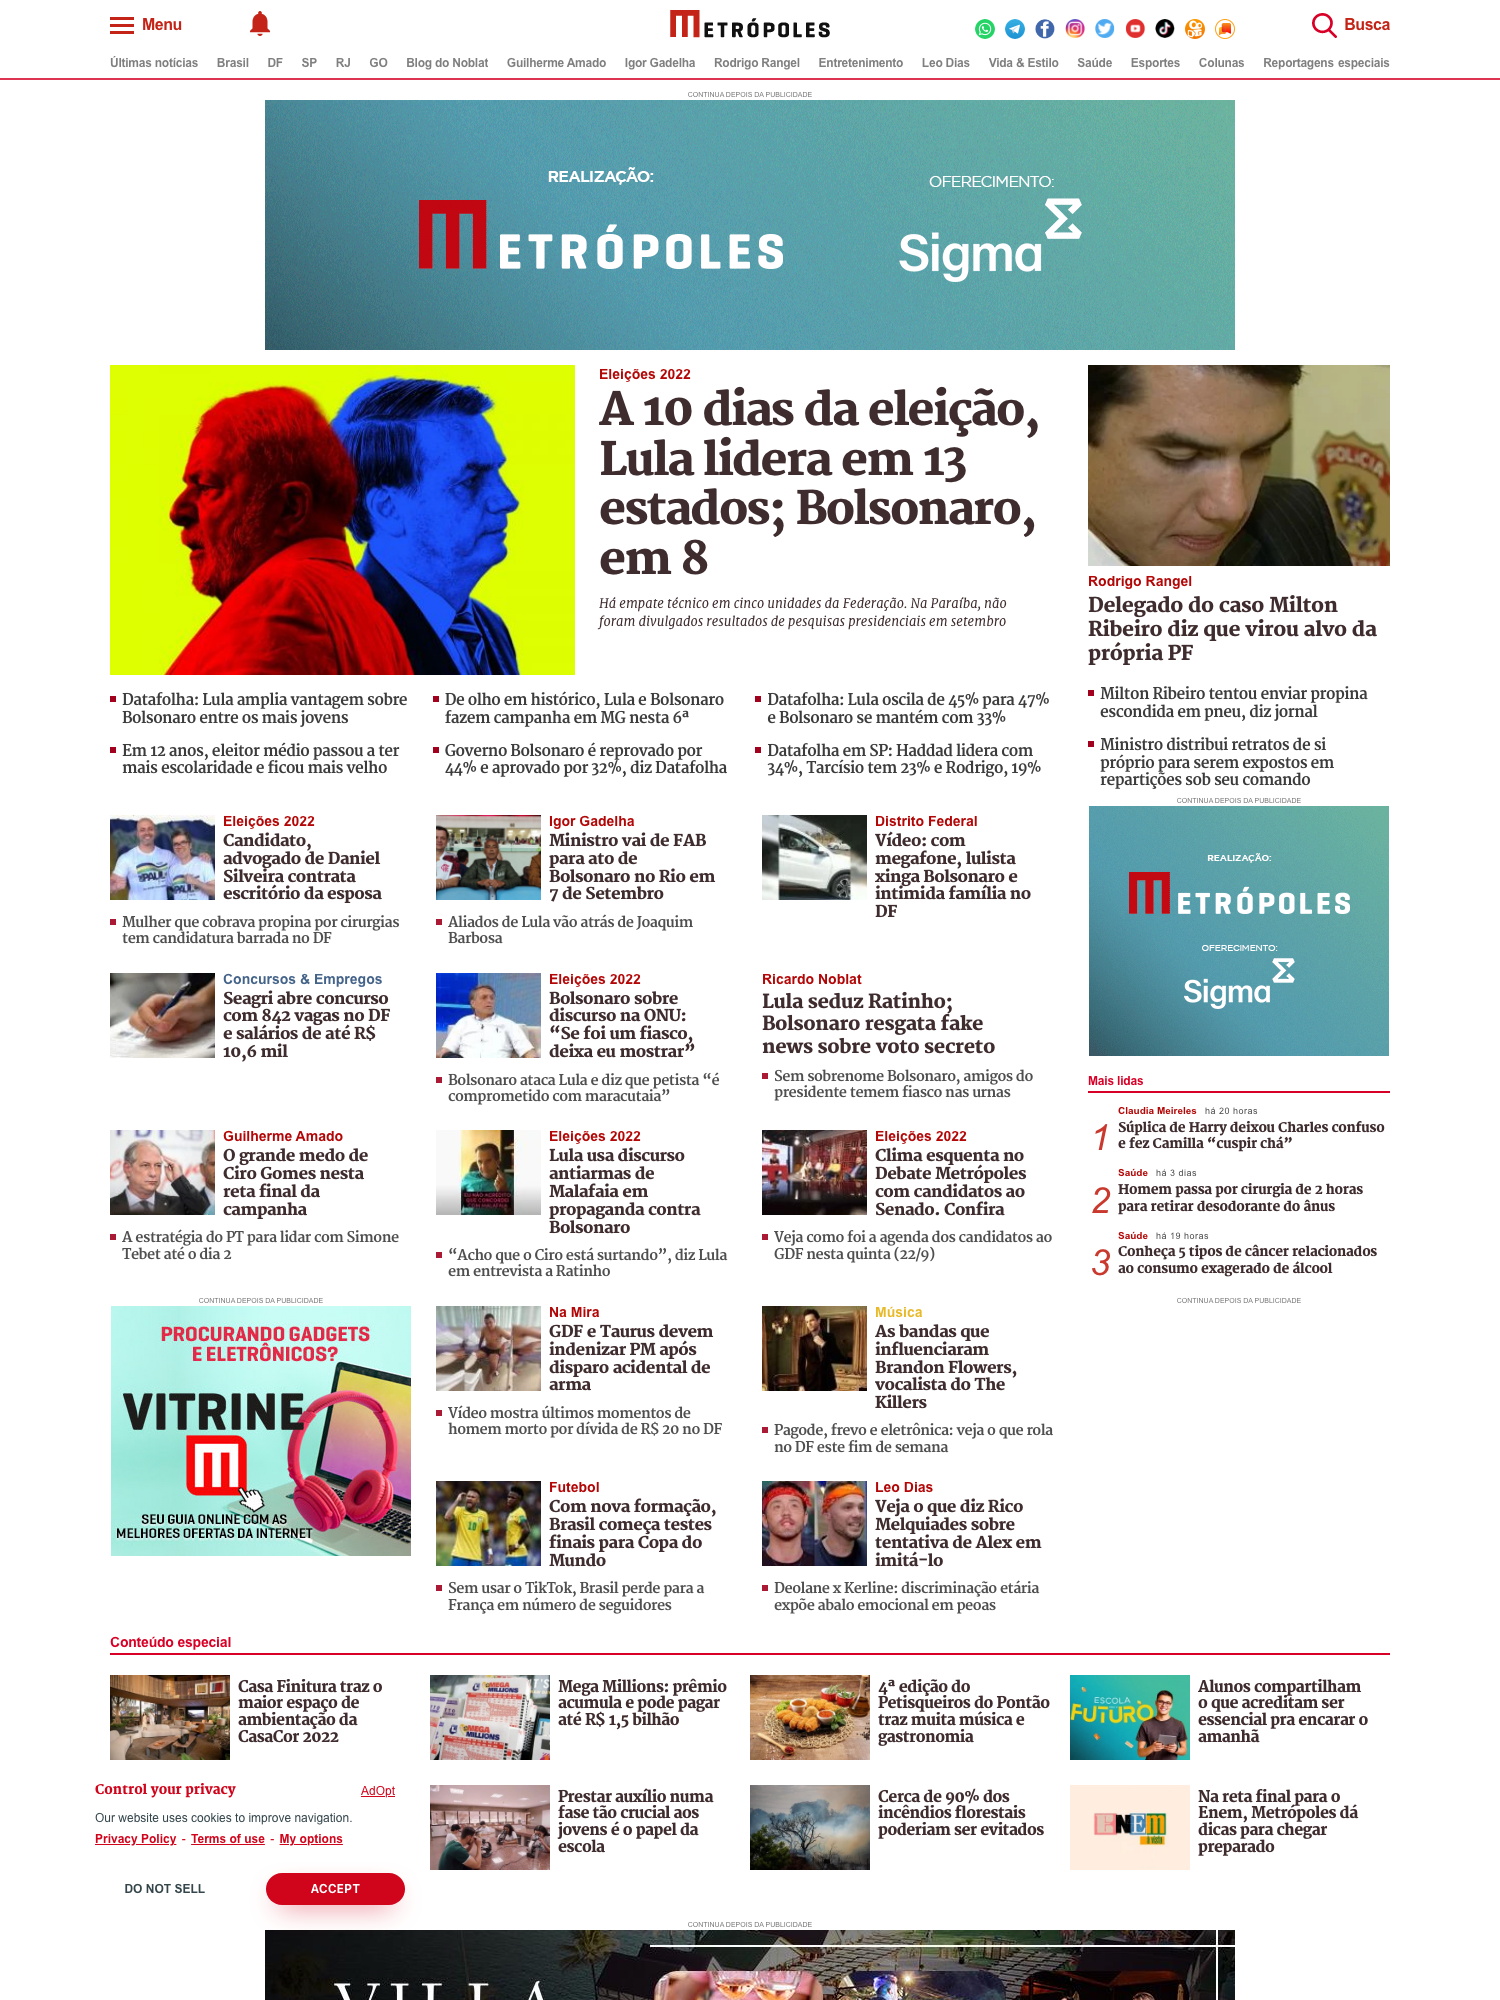 Menu
METRÓPOLES
Busca
Últimas notícias Brasil DF SP RJ GO Blog do Noblat Guilherme Amado Igor Gadelha Rodrigo Rangel Entretenimento Leo Dias Vida & Estilo Saúde Esportes Colunas Reportagens especiais
CONTINUA DEPOIS DA PUBLICIDADE
REALIZAÇÃO:
METRÓPOLES
OFERECIMENTO:
Sigma
Eleições 2022
A 10 dias da eleição,
Lula lidera em 13
estados; Bolsonaro,
em 8
Há empate técnico em cinco unidades da Federação. Na Paraíba, não
foram divulgados resultados de pesquisas presidenciais em setembro
POLICIA
Rodrigo Rangel
Delegado do caso Milton
Ribeiro diz que virou alvo da
própria PF
Datafolha: Lula amplia vantagem sobre
Bolsonaro entre os mais jovens
De olho em histórico, Lula e Bolsonaro
fazem campanha em MG nesta 6ª
Datafolha: Lula oscila de 45% para 47%
e Bolsonaro se mantém com 33%
Em 12 anos, eleitor médio passou a ter
mais escolaridade e ficou mais velho
Governo Bolsonaro é reprovado por
44% e aprovado por 32%, diz Datafolha
Datafolha em SP: Haddad lidera com
34%, Tarcísio tem 23% e Rodrigo, 19%
Milton Ribeiro tentou enviar propina
escondida em pneu, diz jornal
Ministro distribui retratos de si
próprio para serem expostos em
repartições sob seu comando
CONTINUA DEPOIS DA PUBLICIDADE
REALIZAÇÃO:
METRÓPOLES
OFERECIMENTO:
Sigma
Eleições 2022
Candidato,
advogado de Daniel
Silveira contrata
escritório da esposa
Mulher que cobrava propina por cirurgias
tem candidatura barrada no DF
Igor Gadelha
Ministro vai de FAB
para ato de
Bolsonaro no Rio em
7 de Setembro
Aliados de Lula vão atrás de Joaquim
Barbosa
Distrito Federal
Vídeo: com
megafone, lulista
xinga Bolsonaro e
intimida família no
DF
Concursos & Empregos
Seagri abre concurso
com 842 vagas no DF
e salários de até R$
10,6 mil
Eleições 2022
Bolsonaro sobre
discurso na ONU:
“Se foi um fiasco,
deixa eu mostrar”
Bolsonaro ataca Lula e diz que petista “é
comprometido com maracutaia”
Ricardo Noblat
Lula seduz Ratinho;
Bolsonaro resgata fake
news sobre voto secreto
Sem sobrenome Bolsonaro, amigos do
presidente temem fiasco nas urnas
Mais lidas
1
Claudia Meireles há 20 horas
Súplica de Harry deixou Charles confuso
e fez Camilla “cuspir chá”
2
Saúde há 3 dias
Homem passa por cirurgia de 2 horas
para retirar desodorante do ânus
3
Saúde há 19 horas
Conheça 5 tipos de câncer relacionados
ao consumo exagerado de álcool
CONTINUA DEPOIS DA PUBLICIDADE
Guilherme Amado
O grande medo de
Ciro Gomes nesta
reta final da
campanha
A estratégia do PT para lidar com Simone
Tebet até o dia 2
Eleições 2022
Lula usa discurso
antiarmas de
Malafaia em
propaganda contra
Bolsonaro
“Acho que o Ciro está surtando”, diz Lula
em entrevista a Ratinho
Eleições 2022
Clima esquenta no
Debate Metrópoles
com candidatos ao
Senado. Confira
Veja como foi a agenda dos candidatos ao
GDF nesta quinta (22/9)
CONTINUA DEPOIS DA PUBLICIDADE
PROCURANDO GADGETS
E ELETRÔNICOS?
VITRINE
M
SEU GUIA ONLINE COM AS
MELHORES OFERTAS DA INTERNET
Na Mira
GDF e Taurus devem
indenizar PM após
disparo acidental de
arma
Vídeo mostra últimos momentos de
homem morto por dívida de R$ 20 no DF
Música
As bandas que
influenciaram
Brandon Flowers,
vocalista do The
Killers
Pagode, frevo e eletrônica: veja o que rola
no DF este fim de semana
Futebol
Com nova formação,
Brasil começa testes
finais para Copa do
Mundo
Sem usar o TikTok, Brasil perde para a
França em número de seguidores
Leo Dias
Veja o que diz Rico
Melquiades sobre
tentativa de Alex em
imitá-lo
Deolane x Kerline: discriminação etária
expõe abalo emocional em peoas
Conteúdo especial
Casa Finitura traz o
maior espaço de
ambientação da
CasaCor 2022
MEGA
MILLIONS
Mega Millions: prêmio
acumula e pode pagar
até R$ 1,5 bilhão
4ª edição do
Petisqueiros do Pontão
traz muita música e
gastronomia
ESCOLA
FUTURO
Alunos compartilham
o que acreditam ser
essencial pra encarar o
amanhã
Control your privacy
AdOpt
Our website uses cookies to improve navigation.
Privacy Policy - Terms of use - My options
DO NOT SELL
ACCEPT
Prestar auxílio numa
fase tão crucial aos
jovens é o papel da
escola
Cerca de 90% dos
incêndios florestais
poderiam ser evitados
ENEM
à vista
Na reta final para o
Enem, Metrópoles dá
dicas para chegar
preparado
CONTINUA DEPOIS DA PUBLICIDADE
VILLA